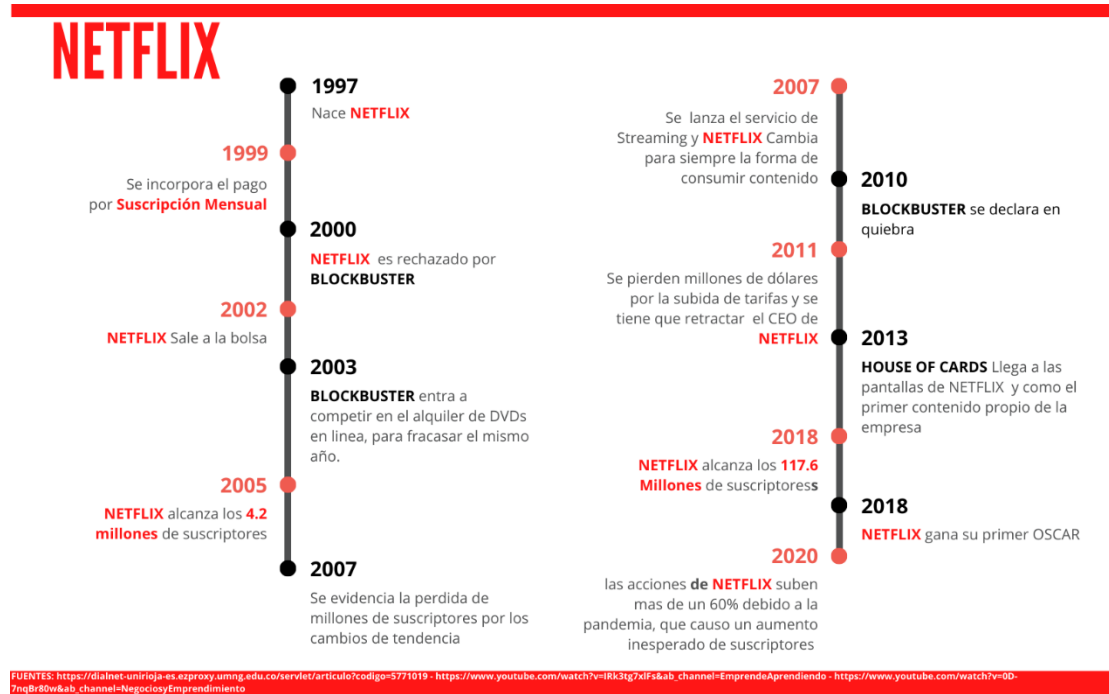 NETFLIX
1997
Nace NETFLIX
1999
Se incorpora el pago
por Suscripción Mensual
2000
NETFLIX es rechazado por
BLOCKBUSTER
2002
NETFLIX Sale a la bolsa
2003
BLOCKBUSTER entra a
competir en el alquiler de DVDs
en linea, para fracasar el mismo
año.
2005
NETFLIX alcanza los 4.2
millones de suscriptores
2007
Se evidencia la perdida de
millones de suscriptores por los
cambios de tendencia
2007
Se lanza el servicio de
Streaming y NETFLIX Cambia
para siempre la forma de
consumir contenido
2010
BLOCKBUSTER se declara en
quiebra
2011
Se pierden millones de dólares
por la subida de tarifas y se
tiene que retractar el CEO de
NETFLIX
2013
HOUSE OF CARDS Llega a las
pantallas de NETFLIX y como el
primer contenido propio de la
empresa
2018
NETFLIX alcanza los 117.6
Millones de suscriptoress
2018
NETFLIX gana su primer OSCAR
2020
las acciones de NETFLIX suben
mas de un 60% debido a la
pandemia, que causo un aumento
inesperado de suscriptores
FUENTES: https://dialnet-unirioja-es.ezproxy.umng.edu.co/servlet/articulo?codigo=5771019 - https://www.youtube.com/watch?v=iRk3tg7xlFs&ab_channel=EmprendeAprendiendo - https://www.youtube.com/watch?v=0D-
7nqBr80w&ab_channel=NegociosyEmprendimiento